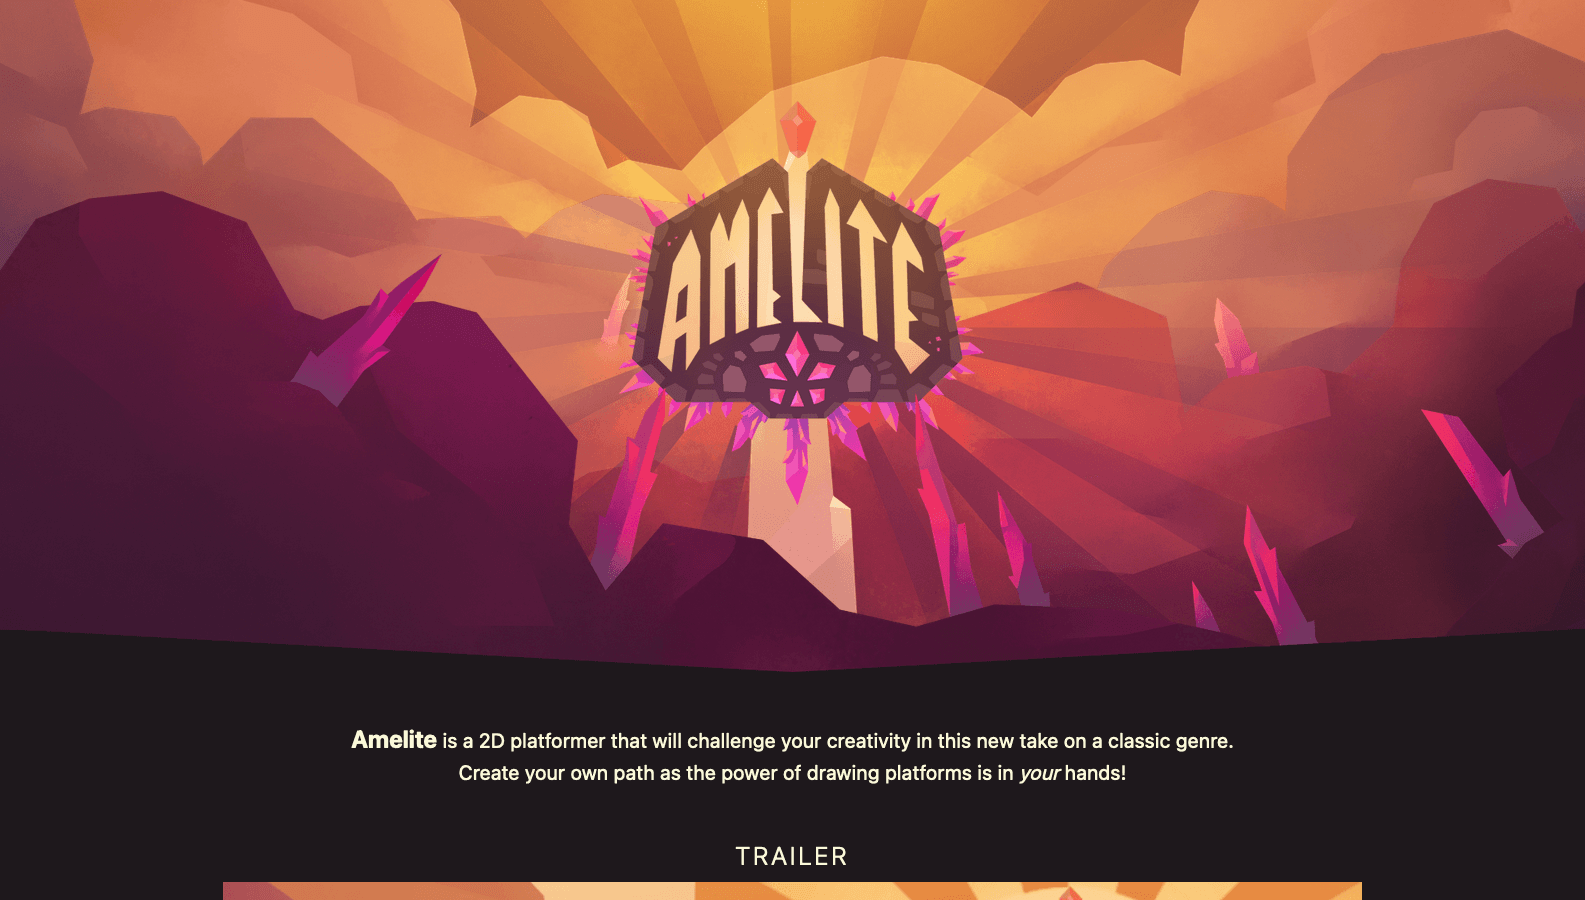 AMELITE
Amelite is a 2D platformer that will challenge your creativity in this new take on a classic genre.
Create your own path as the power of drawing platforms is in your hands!
TRAILER